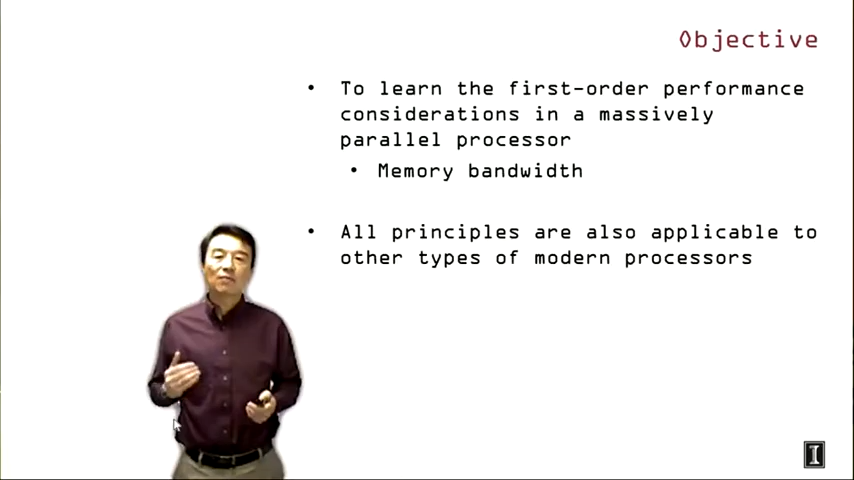 Objective
• To learn the first-order performance
considerations in a massively
parallel processor
• Memory bandwidth
• All principles are also applicable to
other types of modern processors
I